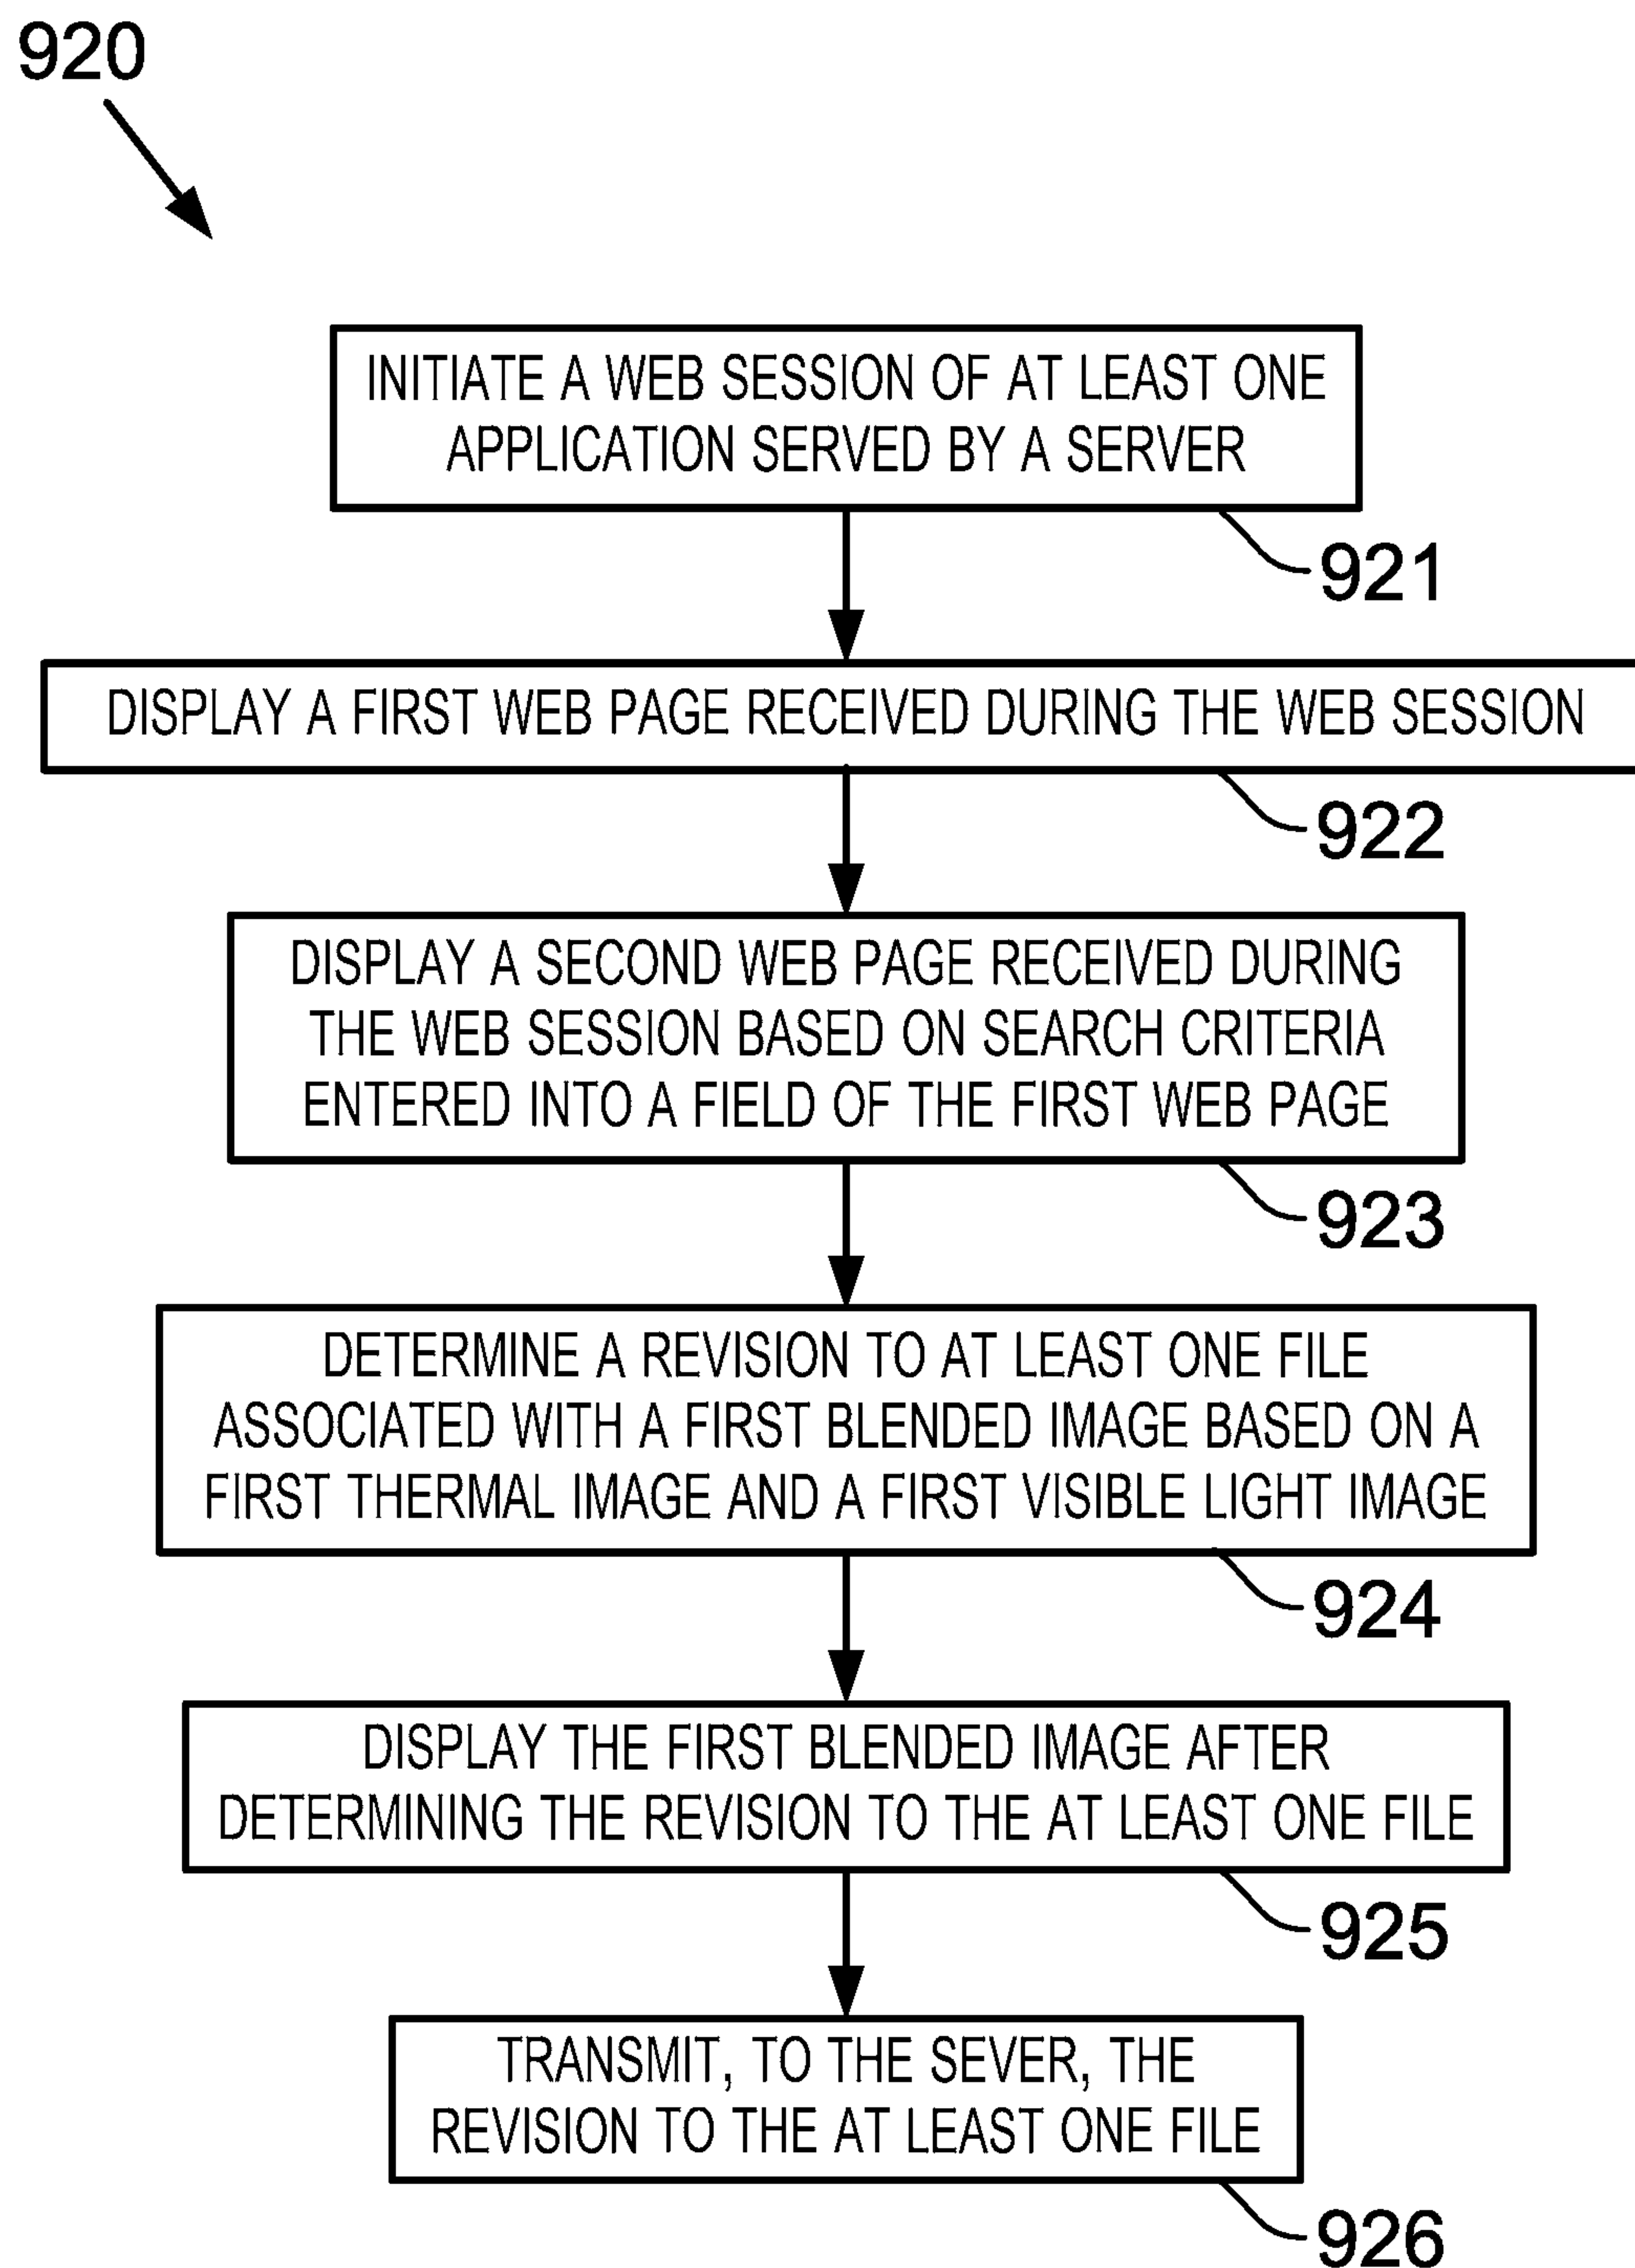 920
INITIATE A WEB SESSION OF AT LEAST ONE
APPLICATION SERVED BY A SERVER
921
DISPLAY A FIRST WEB PAGE RECEIVED DURING THE WEB SESSION
922
DISPLAY A SECOND WEB PAGE RECEIVED DURING
THE WEB SESSION BASED ON SEARCH CRITERIA
ENTERED INTO A FIELD OF THE FIRST WEB PAGE
923
DETERMINE A REVISION TO AT LEAST ONE FILE
ASSOCIATED WITH A FIRST BLENDED IMAGE BASED ON A
FIRST THERMAL IMAGE AND A FIRST VISIBLE LIGHT IMAGE
924
DISPLAY THE FIRST BLENDED IMAGE AFTER
DETERMINING THE REVISION TO THE AT LEAST ONE FILE
925
TRANSMIT, TO THE SEVER, THE
REVISION TO THE AT LEAST ONE FILE
926